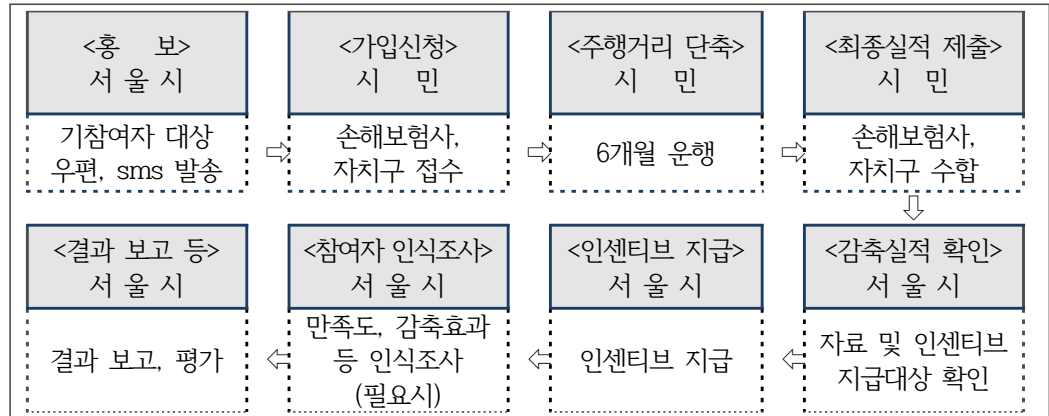 <홍 보>
서 울 시
기참여자 대상
우편, sms 발송
⇨
<가입신청>
시 민
손해보험사,
자치구 접수
⇨
<주행거리 단축>
시 민
6개월 운행
⇨
<최종실적 제출>
시 민
손해보험사,
자치구 수합
⇩
<감축실적 확인>
서 울 시
자료 및 인센티브
지급대상 확인
⇦
<인센티브 지급>
서 울 시
인센티브 지급
⇦
<참여자 인식조사>
서 울 시
만족도, 감축효과
등 인식조사
(필요시)
⇦
<결과 보고 등>
서 울 시
결과 보고, 평가